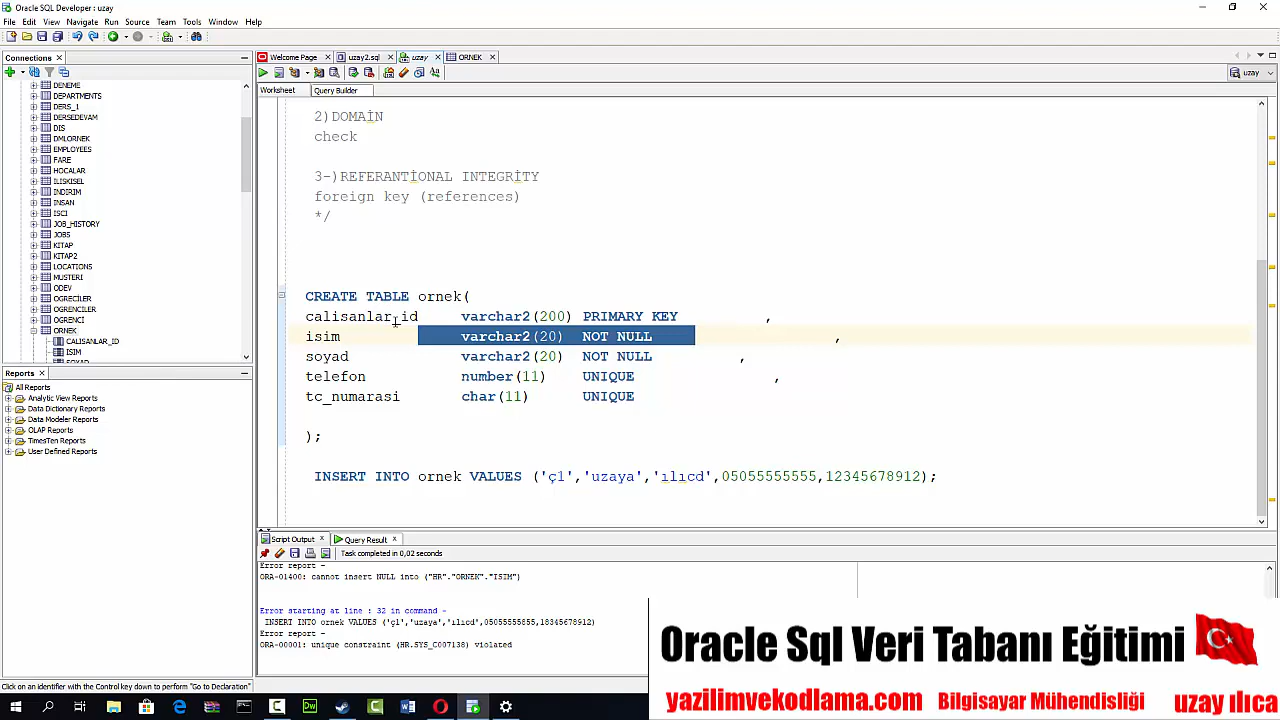 Oracle SQL Developer : uzay
File Edit View Navigate Run Source Team Tools Window Help
Connections
DENEME
DEPARTMENTS
DERS_1
DERSEDEVAM
DIS
DMLORNEK
EMPLOYEES
FARE
HOCALAR
ILISKISEL
INDIRIM
INSAN
ISCI
JOB_HISTORY
JOBS
KITAP
KITAP2
LOCATIONS
MUSTERI
ODEV
OGRECİLER
OGRENCILER
OGRENCİ
ORNEK
CALISANLAR_ID
ISIM
Reports
All Reports
Analytic View Reports
Data Dictionary Reports
Data Modeler Reports
OLAP Reports
TimesTen Reports
User Defined Reports
Welcome Page uzay2.sql uzay ORNEK
uzay
Worksheet Query Builder
2)DOMAİN
check
3-)REFERANTİONAL INTEGRİTY
foreign key (references)
*/
CREATE TABLE ornek(
calisanlar_id varchar2(200) PRIMARY KEY ,
isim varchar2(20) NOT NULL ,
soyad varchar2(20) NOT NULL ,
telefon number(11) UNIQUE ,
tc_numarasi char(11) UNIQUE
);
INSERT INTO ornek VALUES ('ç1','uzaya','ılıcd',05055555555,12345678912);
Script Output Query Result
Task completed in 0,02 seconds
Error report -
ORA-01400: cannot insert NULL into ("HR"."ORNEK"."ISIM")
Error starting at line : 32 in command -
INSERT INTO ornek VALUES ('ç1','uzaya','ılıcd',05055555555,18345678912)
Error report -
ORA-00001: unique constraint (HR.SYS_C007138) violated
Click on an identifier with the Control key down to perform "Go to Declaration"
Oracle Sql Veri Tabanı Eğitimi
yazilimvekodlama.com Bilgisayar Mühendisliği uzay ılıca